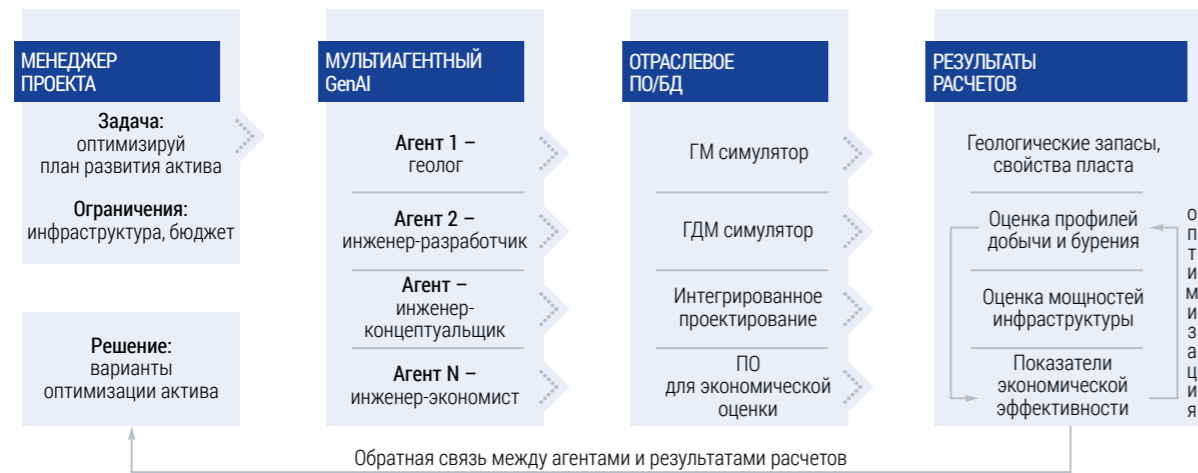 МЕНЕДЖЕР
ПРОЕКТА
Задача:
оптимизируй
план развития актива
Ограничения:
инфраструктура, бюджет
Решение:
варианты
оптимизации актива
МУЛЬТИАГЕНТНЫЙ
GenAI
Агент 1 –
геолог
Агент 2 –
инженер-разработчик
Агент –
инженер-
концептуальщик
Агент N –
инженер-экономист
ОТРАСЛЕВОЕ
ПО/БД
ГМ симулятор
ГДМ симулятор
Интегрированное
проектирование
ПО
для экономической
оценки
РЕЗУЛЬТАТЫ
РАСЧЕТОВ
Геологические запасы,
свойства пласта
Оценка профилей
добычи и бурения
Оценка мощностей
инфраструктуры
Показатели
экономической
эффективности
оптимизация
Обратная связь между агентами и результатами расчетов